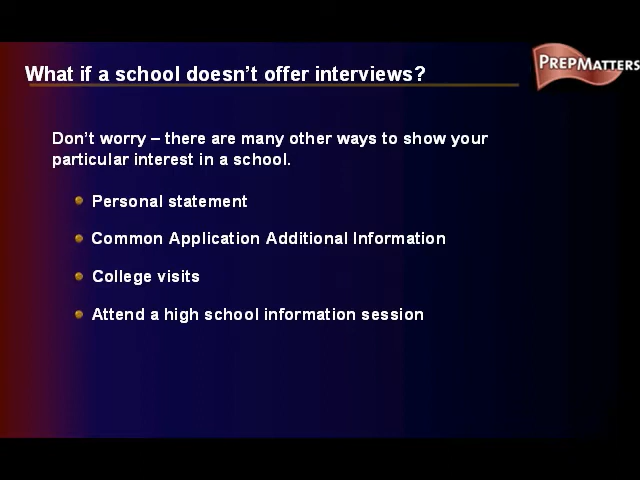 What if a school doesn't offer interviews?
PREPMATTERS
Don't worry – there are many other ways to show your
particular interest in a school.
Personal statement
Common Application Additional Information
College visits
Attend a high school information session